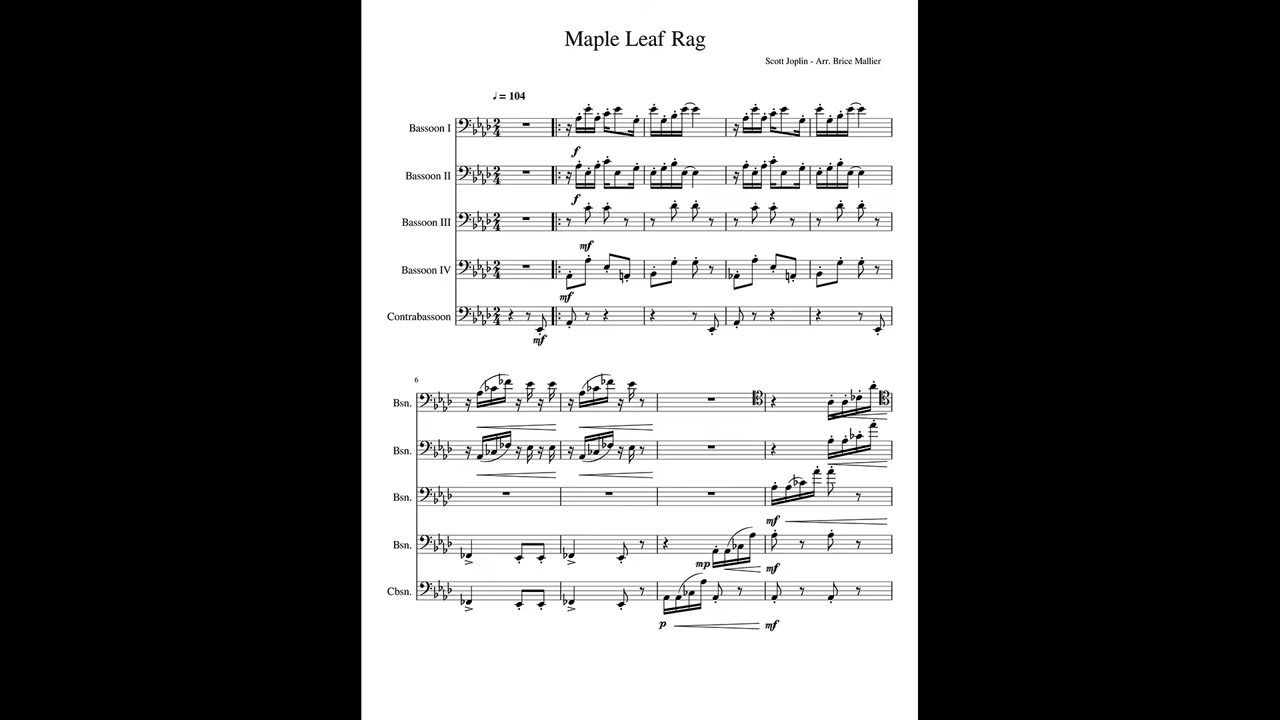 Maple Leaf Rag
Scott Joplin - Arr. Brice Mallier
♩ = 104
Bassoon I
f
Bassoon II
f
Bassoon III
mf
Bassoon IV
mf
Contrabassoon
mf
6
Bsn.
Bsn.
Bsn.
mf
Bsn.
mp
mf
Cbsn.
p
mf